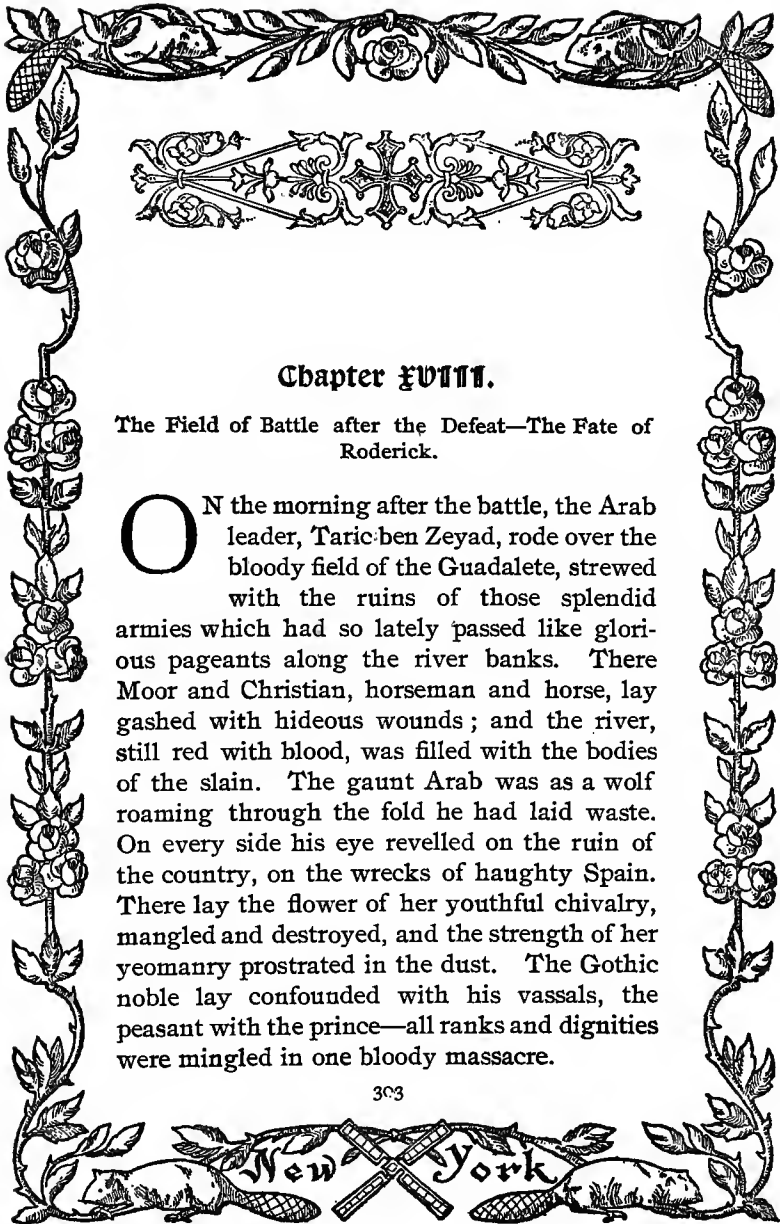 Chapter XVIII.
The Field of Battle after the Defeat—The Fate of
Roderick.
ON the morning after the battle, the Arab
leader, Taric ben Zeyad, rode over the
bloody field of the Guadalete, strewed
with the ruins of those splendid
armies which had so lately passed like glori-
ous pageants along the river banks. There
Moor and Christian, horseman and horse, lay
gashed with hideous wounds; and the river,
still red with blood, was filled with the bodies
of the slain. The gaunt Arab was as a wolf
roaming through the fold he had laid waste.
On every side his eye revelled on the ruin of
the country, on the wrecks of haughty Spain.
There lay the flower of her youthful chivalry,
mangled and destroyed, and the strength of her
yeomanry prostrated in the dust. The Gothic
noble lay confounded with his vassals, the
peasant with the prince—all ranks and dignities
were mingled in one bloody massacre.
303
New York